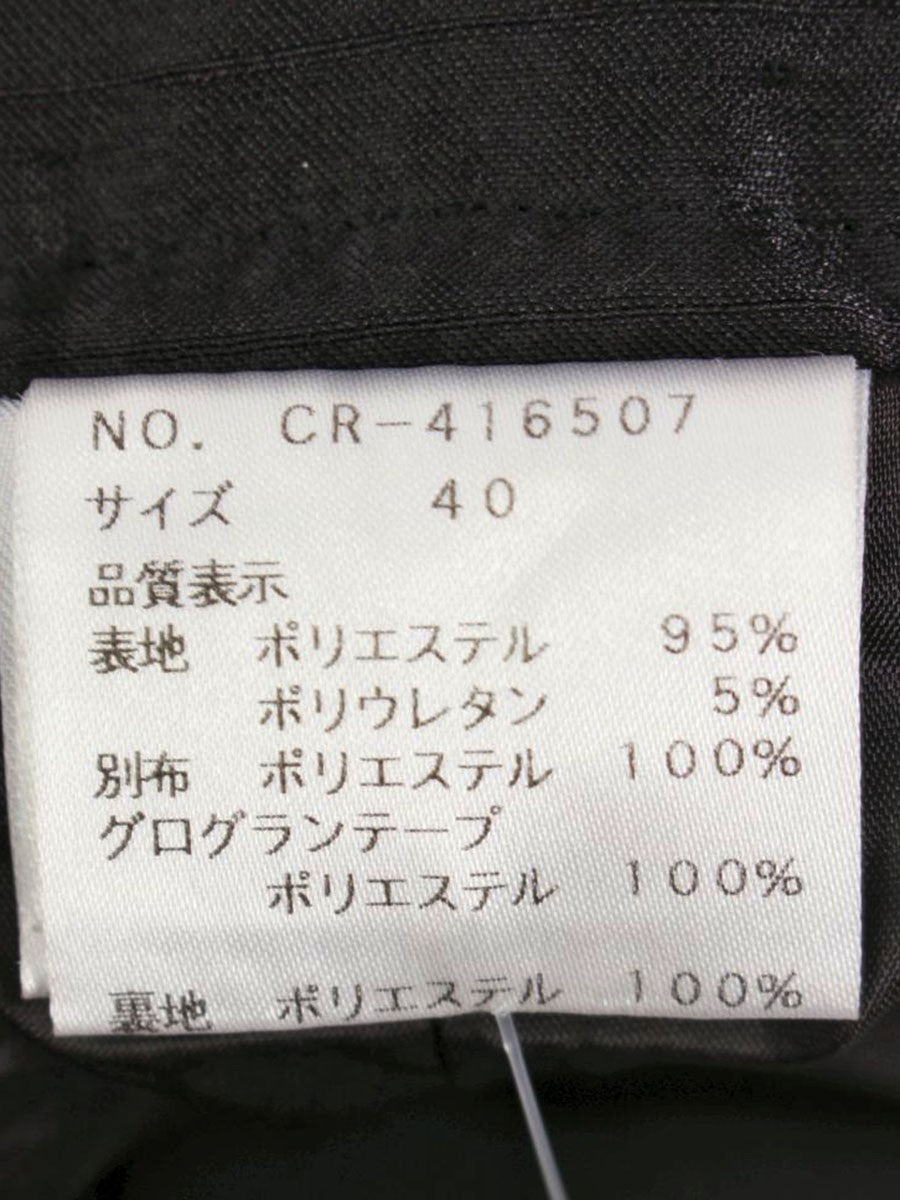 NO. CR-416507
サイズ 40
品質表示
表地 ポリエステル 95%
ポリウレタン 5%
別布 ポリエステル 100%
グログランテープ
ポリエステル 100%
裏地 ポリエステル 100%